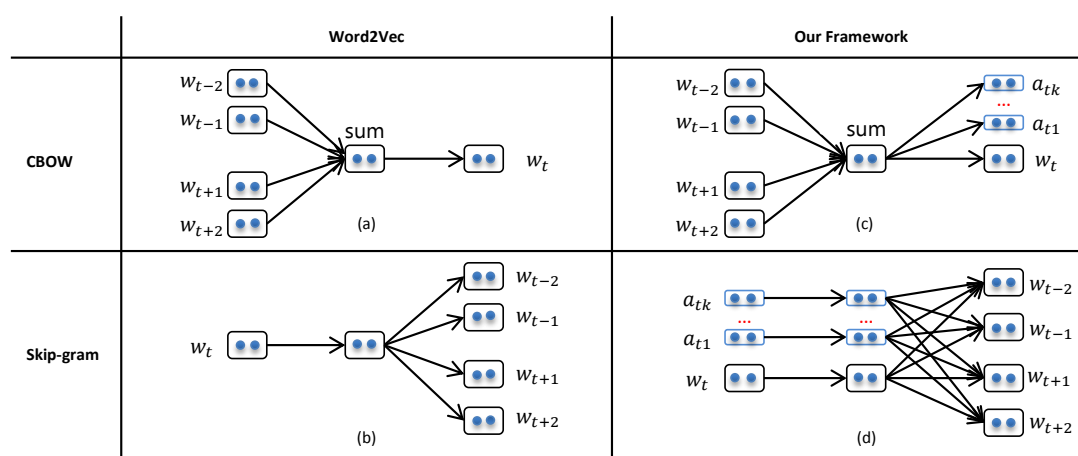 Word2Vec
Our Framework
CBOW
w_{t−2}
w_{t−1}
sum
w_t
w_{t+1}
w_{t+2}
(a)
w_{t−2}
w_{t−1}
sum
a_{tk}
...
a_{t1}
w_t
w_{t+1}
w_{t+2}
(c)
Skip-gram
w_t
w_{t−2}
w_{t−1}
w_{t+1}
w_{t+2}
(b)
a_{tk}
...
a_{t1}
w_t
...
w_{t−2}
w_{t−1}
w_{t+1}
w_{t+2}
(d)